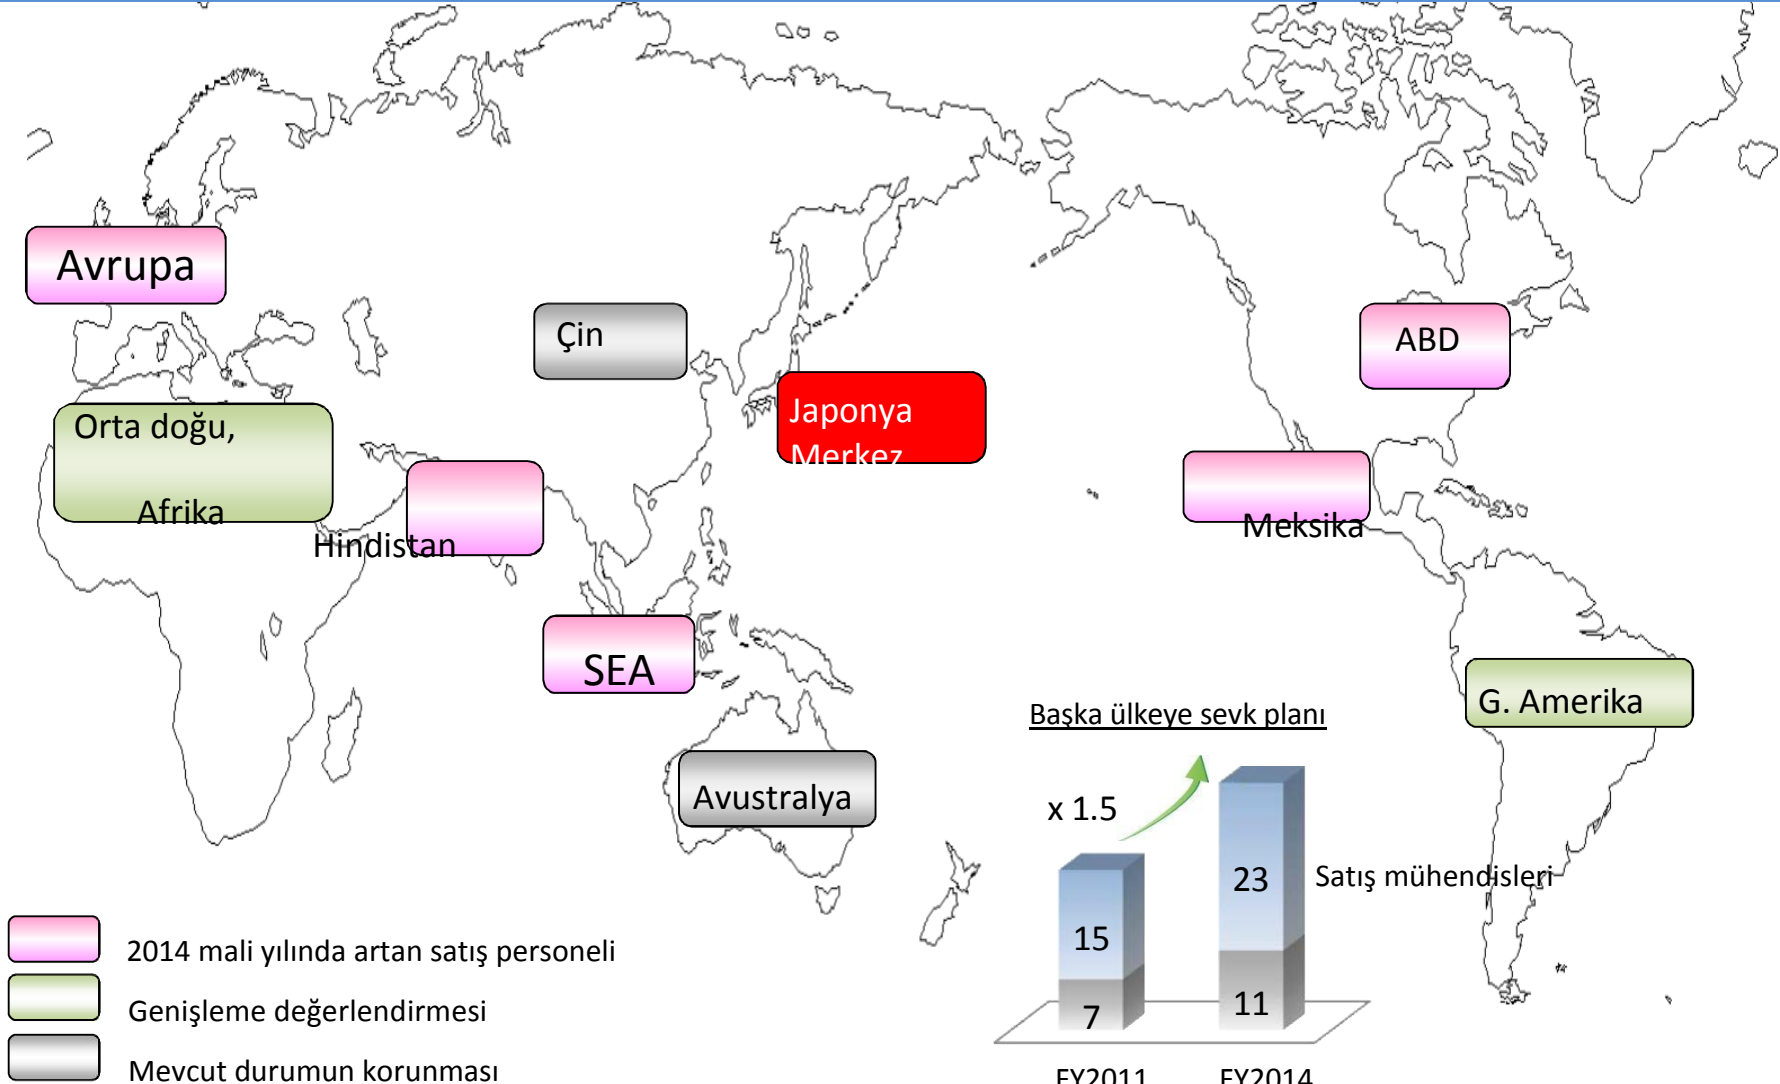 Avrupa
Çin
ABD
Japonya
Merkez
Orta doğu,
Afrika
Hindistan
Meksika
SEA
G. Amerika
Avustralya
Başka ülkeye sevk planı
x 1.5
23
Satış mühendisleri
15
11
7
FY2011
FY2014
2014 mali yılında artan satış personeli
Genişleme değerlendirmesi
Mevcut durumun korunması